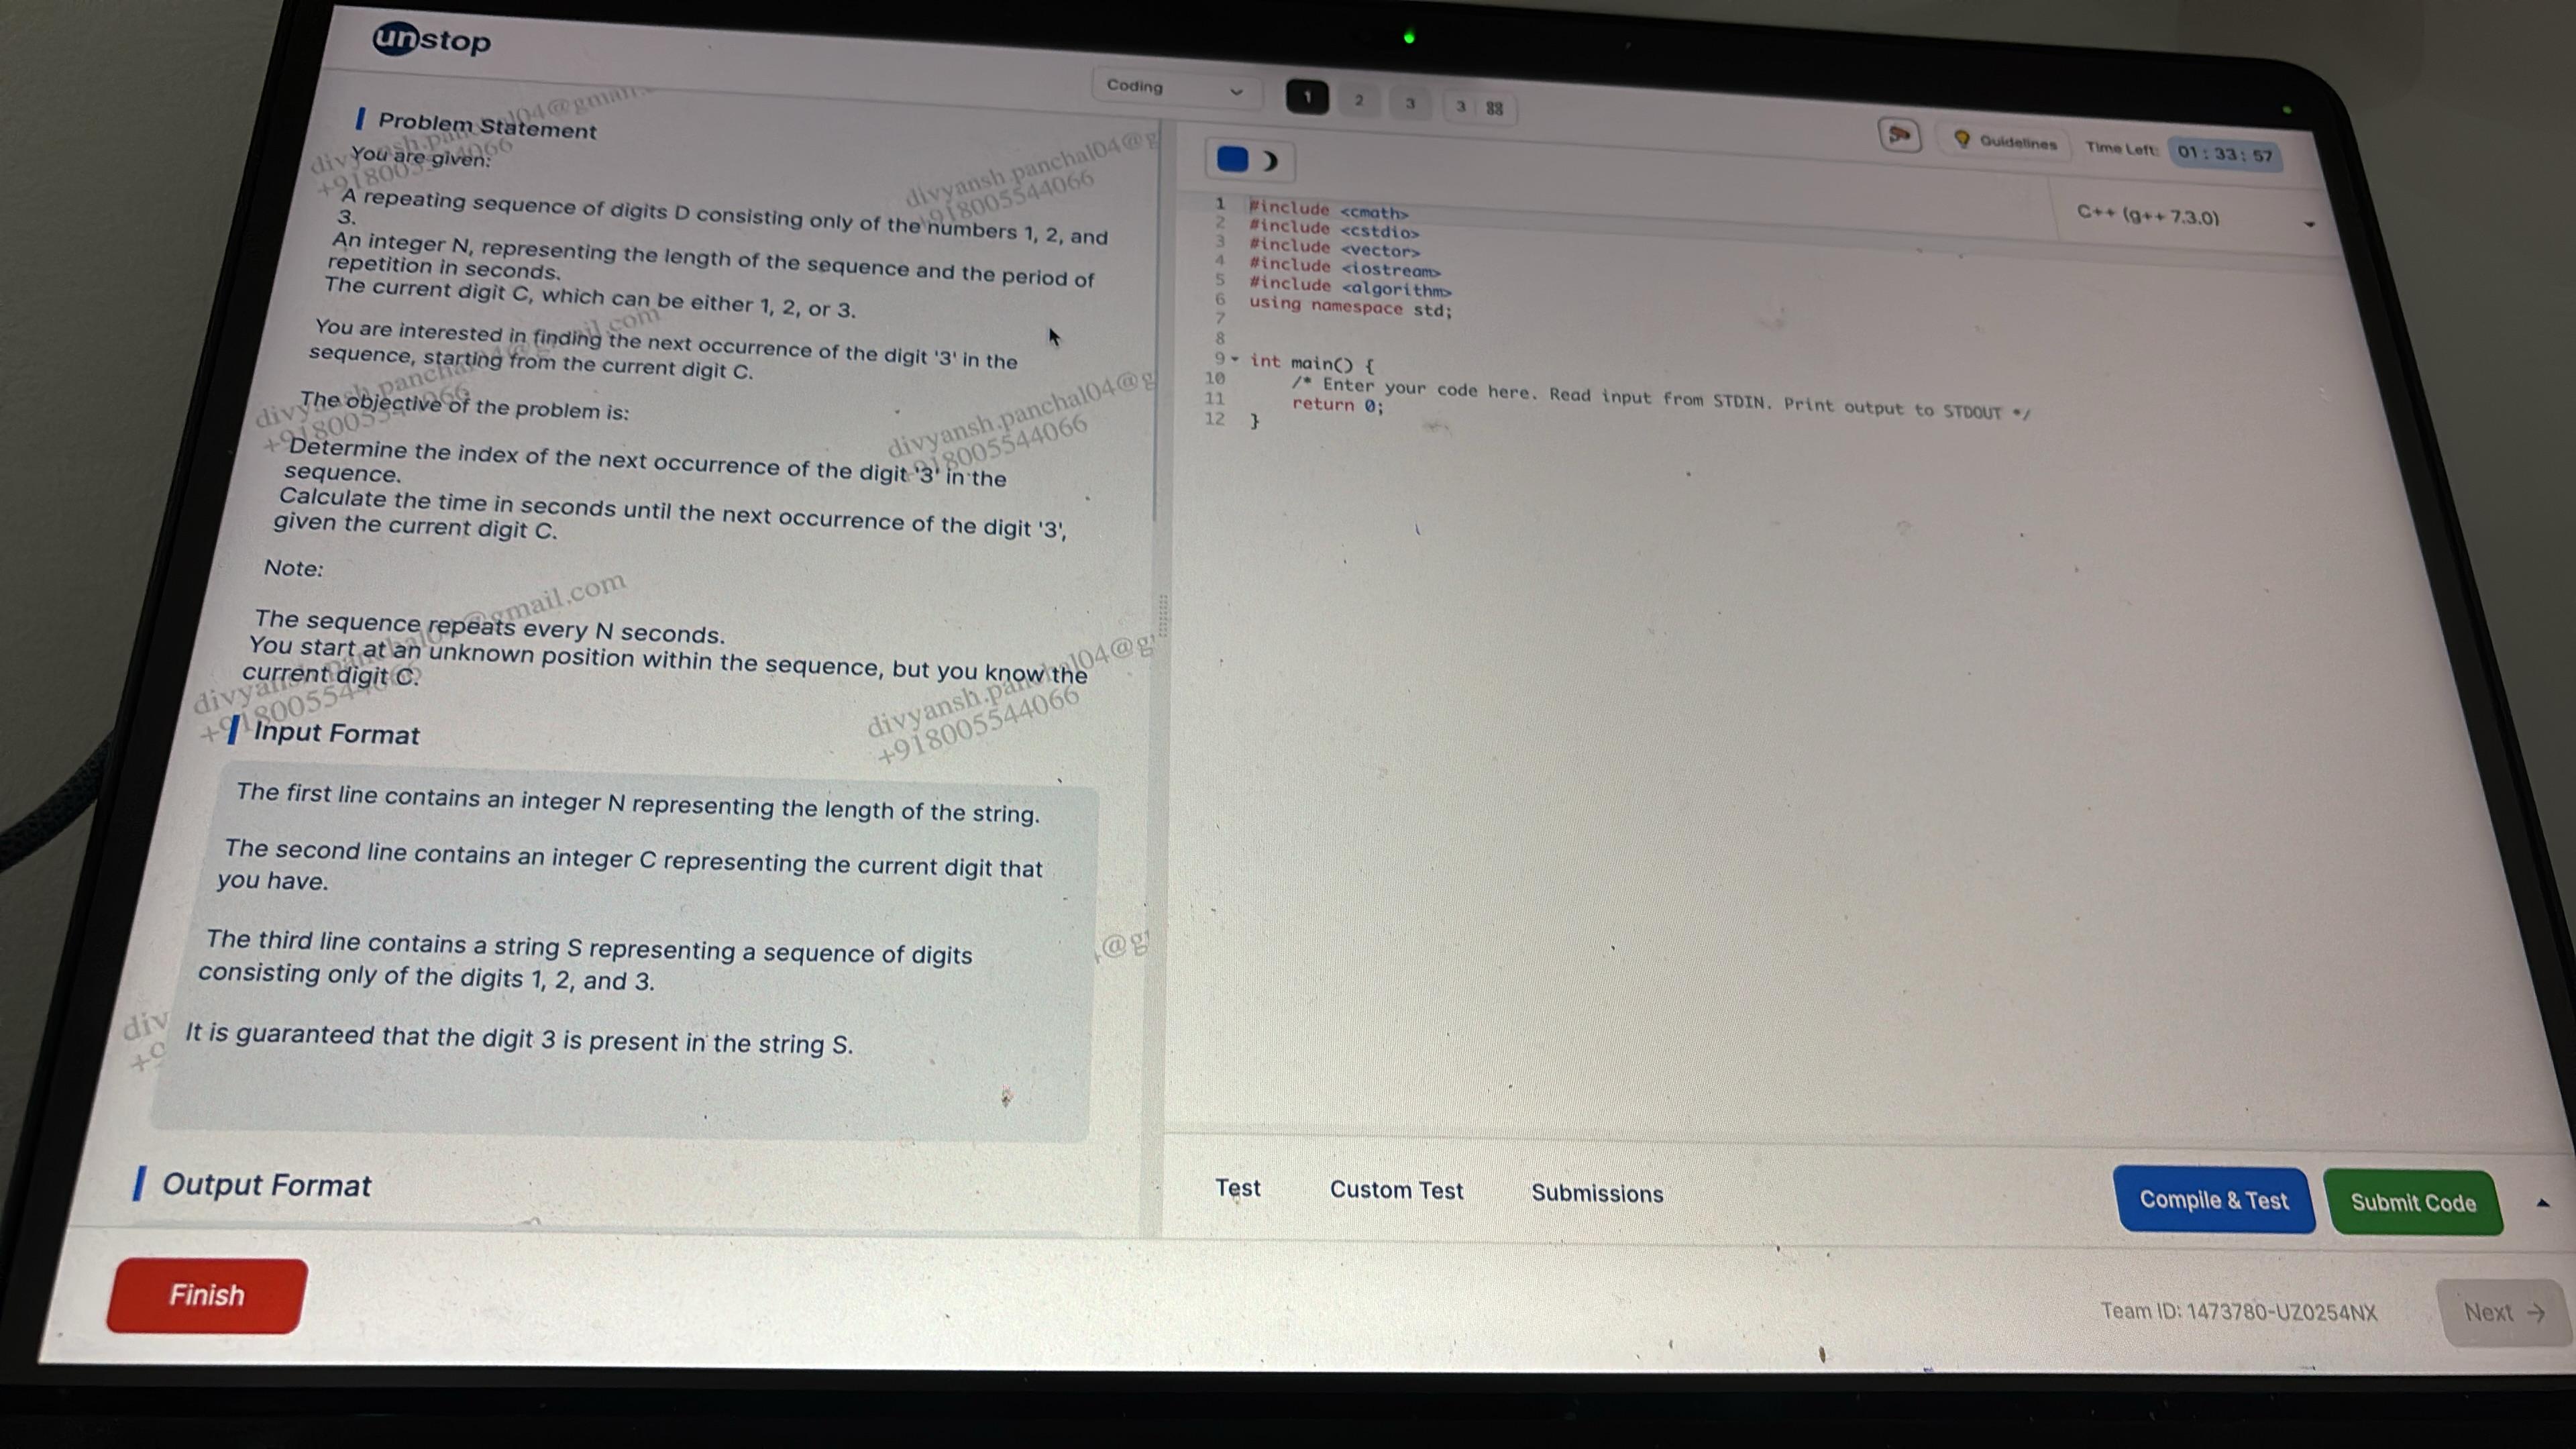 unstop
Coding
1
2
3
3 88
Guidelines
Time Left: 01 : 33 : 57
Problem Statement
You are given:
A repeating sequence of digits D consisting only of the numbers 1, 2, and
3.
An integer N, representing the length of the sequence and the period of
repetition in seconds.
The current digit C, which can be either 1, 2, or 3.
You are interested in finding the next occurrence of the digit '3' in the
sequence, starting from the current digit C.
The objective of the problem is:
Determine the index of the next occurrence of the digit '3' in the
sequence.
Calculate the time in seconds until the next occurrence of the digit '3',
given the current digit C.
Note:
The sequence repeats every N seconds.
You start at an unknown position within the sequence, but you know the
current digit C.
Input Format
The first line contains an integer N representing the length of the string.
The second line contains an integer C representing the current digit that
you have.
The third line contains a string S representing a sequence of digits
consisting only of the digits 1, 2, and 3.
It is guaranteed that the digit 3 is present in the string S.
Output Format
Finish
divyansh.panchal04@g
+918005544066
C++ (g++ 7.3.0)
1 #include <cmath>
2 #include <cstdio>
3 #include <vector>
4 #include <iostream>
5 #include <algorithm>
6 using namespace std;
7
8
9 int main() {
10 /* Enter your code here. Read input from STDIN. Print output to STDOUT */
11 return 0;
12 }
Test
Custom Test
Submissions
Compile & Test
Submit Code
Team ID: 1473780-UZ0254NX
Next →